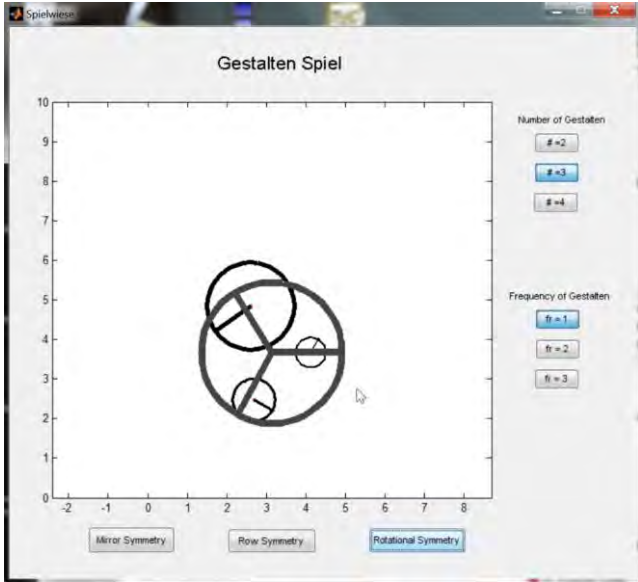 Spielwiese
Gestalten Spiel
Number of Gestalten
# =2
# =3
# =4
Frequency of Gestalten
fr = 1
fr = 2
fr = 3
10
9
8
7
6
5
4
3
2
1
0
-2 -1 0 1 2 3 4 5 6 7 8
Mirror Symmetry Row Symmetry Rotational Symmetry